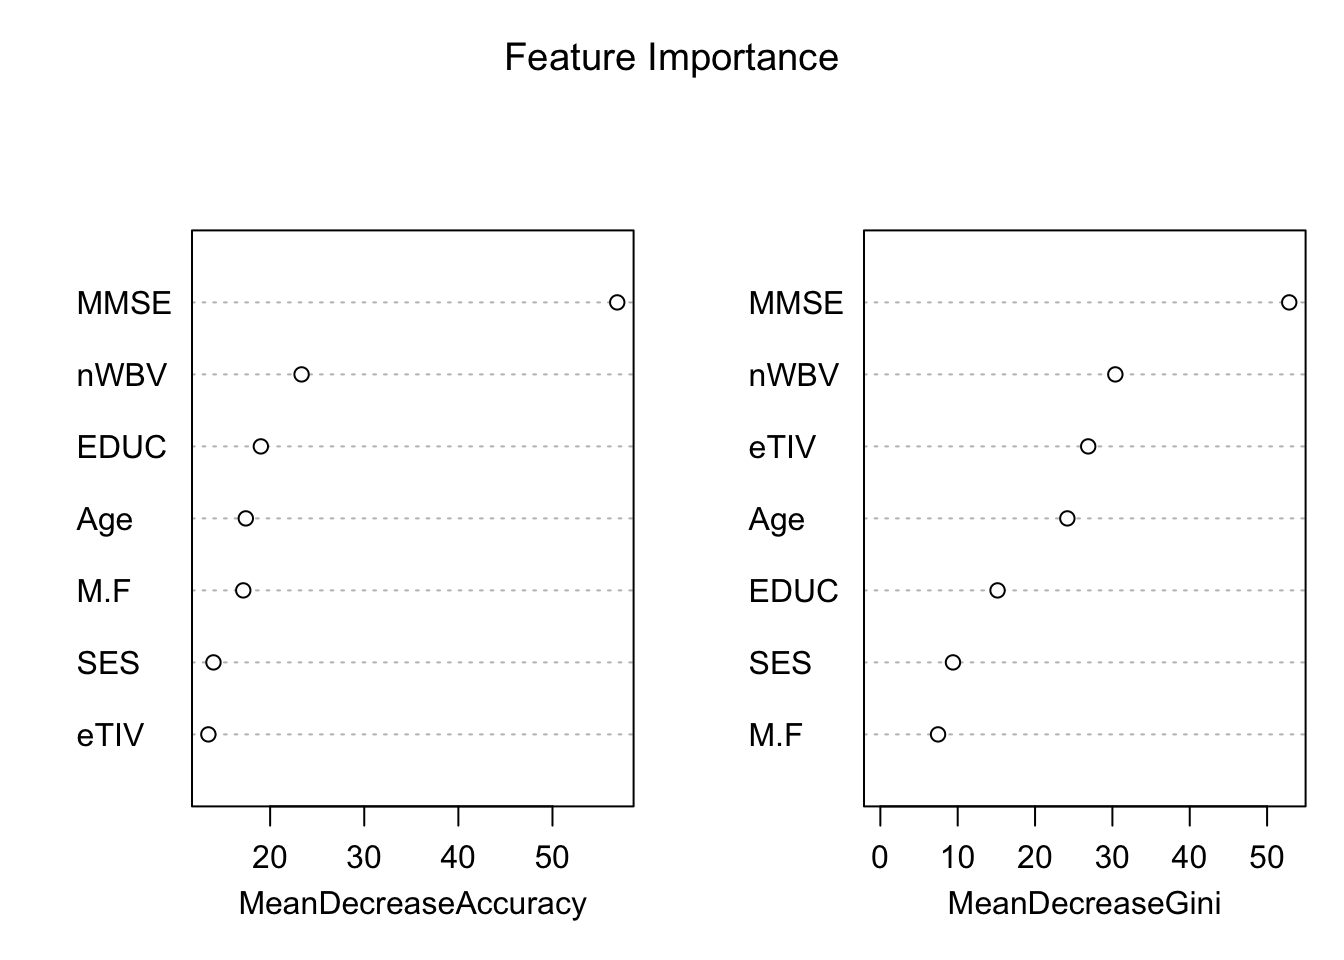 Feature Importance
MMSE
nWBV
EDUC
Age
M.F
SES
eTIV
20 30 40 50
MeanDecreaseAccuracy
MMSE
nWBV
eTIV
Age
EDUC
SES
M.F
0 10 20 30 40 50
MeanDecreaseGini